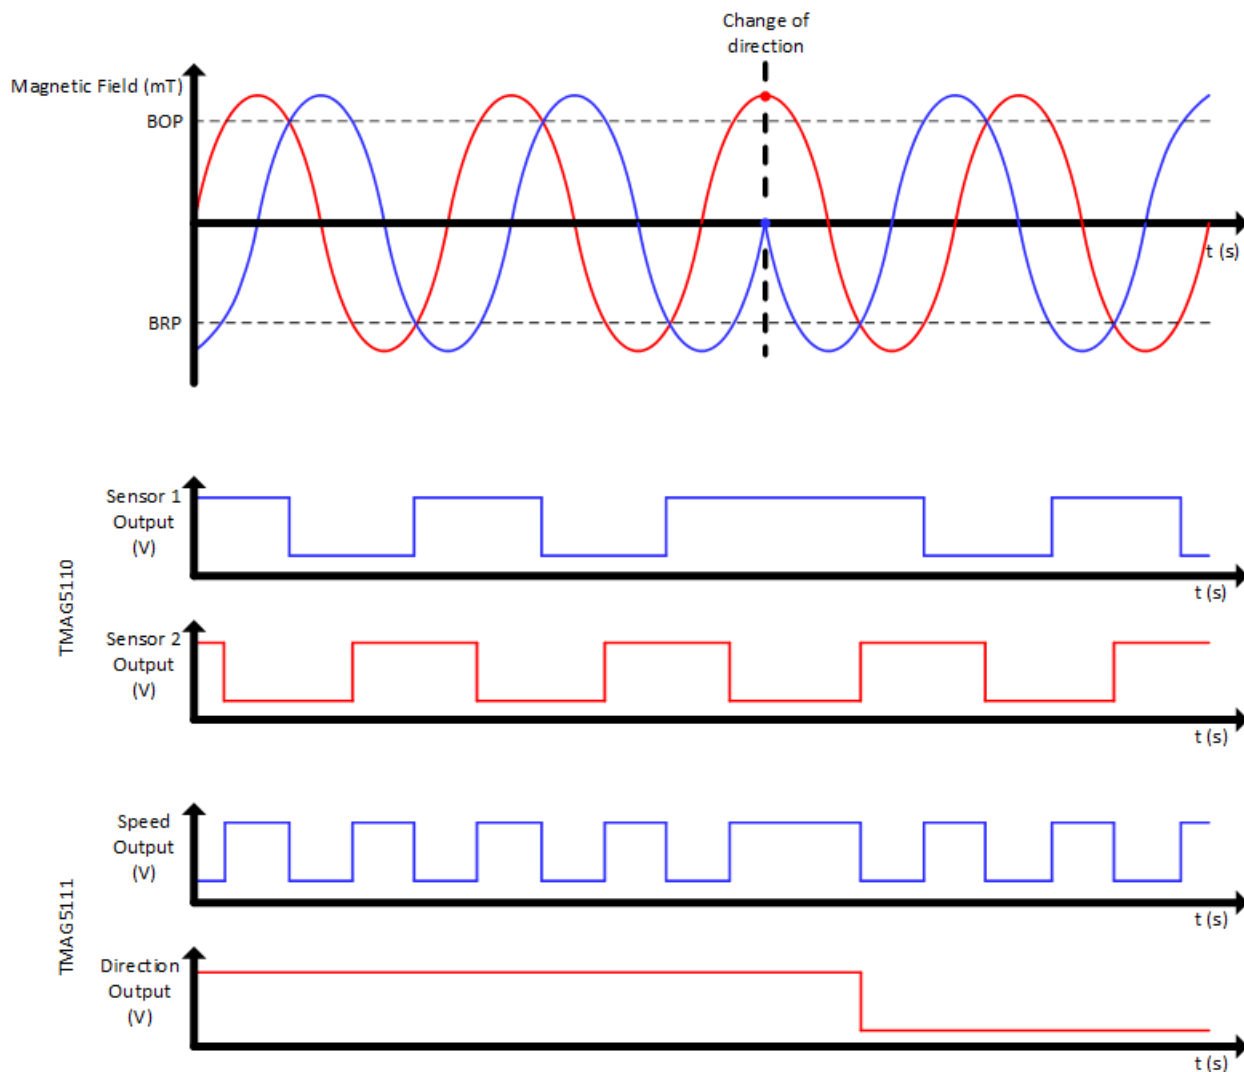 Change of
direction
Magnetic Field (mT)
BOP
t (s)
BRP
Sensor 1
Output
(V)
t (s)
TMAG5110
Sensor 2
Output
(V)
t (s)
Speed
Output
(V)
t (s)
TMAG5111
Direction
Output
(V)
t (s)